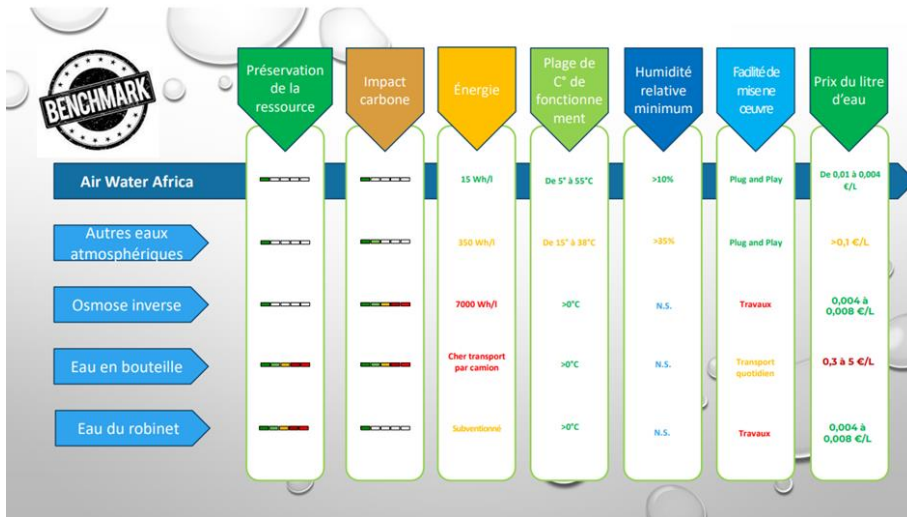 BENCHMARK
Préservation
de la
ressource
Impact
carbone
Énergie
Plage de
C° de
fonctionne
ment
Humidité
relative
minimum
Facilité de
mise ne
œuvre
Prix du litre
d'eau
Air Water Africa
15 Wh/l
De 5° à 55°C
>10%
Plug and Play
De 0,01 à 0,004
€/L
Autres eaux
atmosphériques
350 Wh/l
De 15° à 38°C
>35%
Plug and Play
>0,1 €/L
Osmose inverse
7000 Wh/l
>0°C
N.S.
Travaux
0,004 à
0,008 €/L
Eau en bouteille
Cher transport
par camion
>0°C
N.S.
Transport
quotidien
0,3 à 5 €/L
Eau du robinet
Subventionné
>0°C
N.S.
Travaux
0,004 à
0,008 €/L